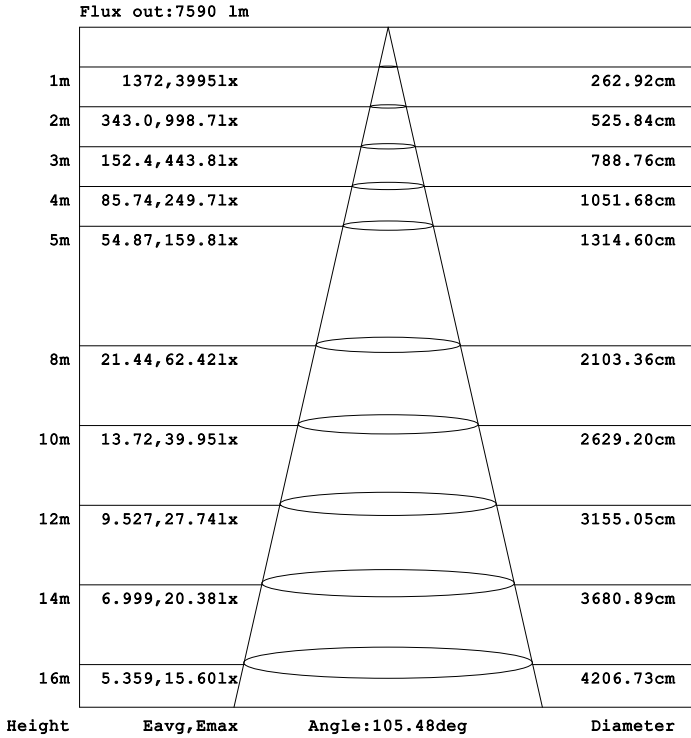 Flux out:7590 lm
1m 1372,3995lx 262.92cm
2m 343.0,998.7lx 525.84cm
3m 152.4,443.8lx 788.76cm
4m 85.74,249.7lx 1051.68cm
5m 54.87,159.8lx 1314.60cm
8m 21.44,62.42lx 2103.36cm
10m 13.72,39.95lx 2629.20cm
12m 9.527,27.74lx 3155.05cm
14m 6.999,20.38lx 3680.89cm
16m 5.359,15.60lx 4206.73cm
Height Eavg,Emax Angle:105.48deg Diameter